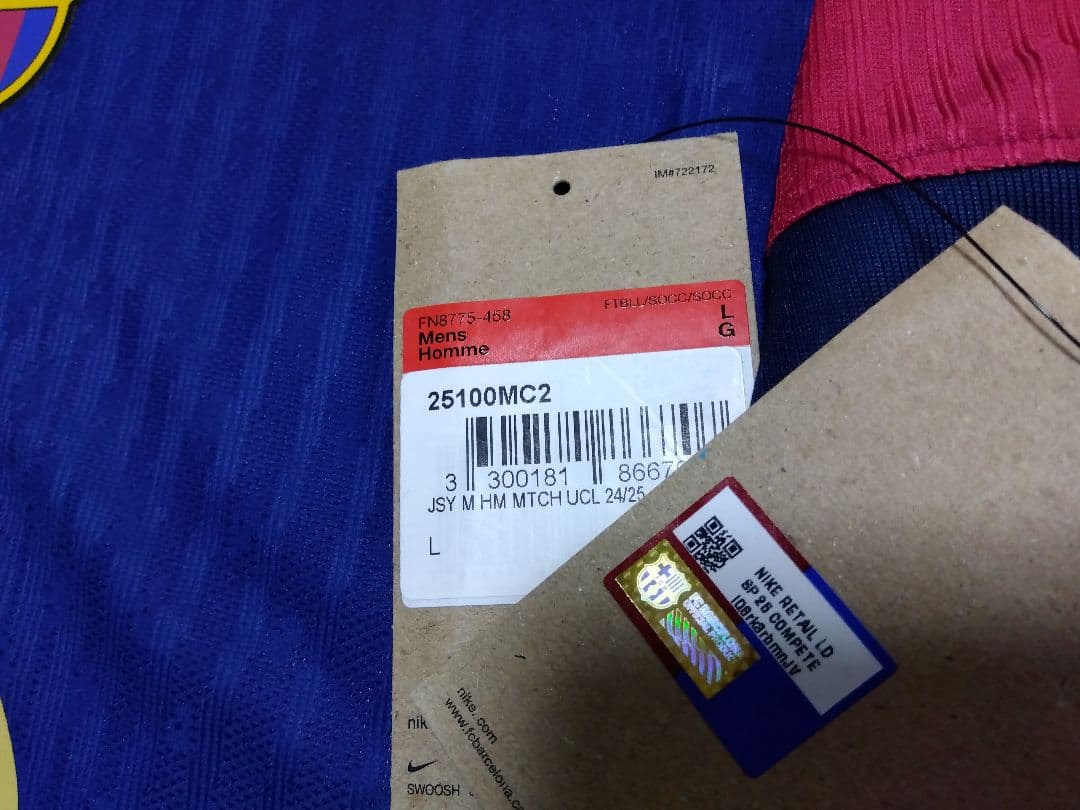 IM#722172
FTBLL/SOCC/SOCC
FN8775-458
L
Mens
G
Homme
25100MC2
3 300181 8667
JSY M HM MTCH UCL 24/25
L
NIKE RETAIL LD
SP 25 COMPETE
nike.com
www.fcbarcelona.c
nik
SWOOSH